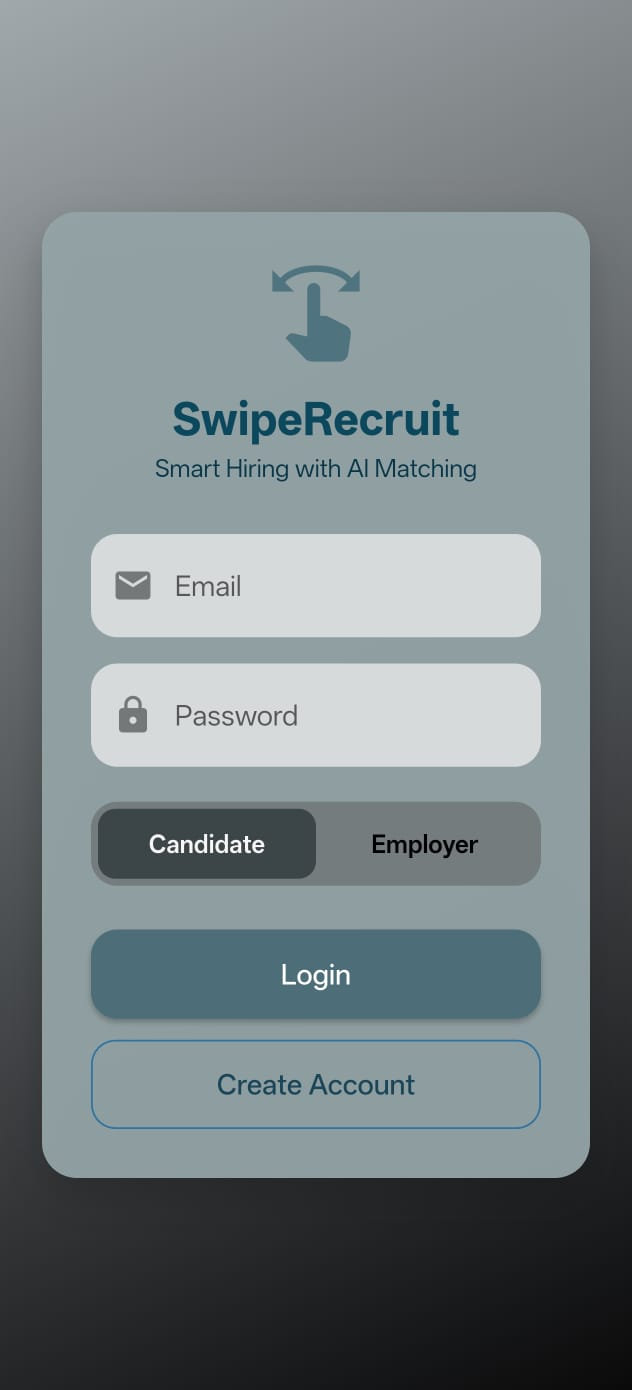 SwipeRecruit
Smart Hiring with AI Matching
Email
Password
Candidate Employer
Login
Create Account